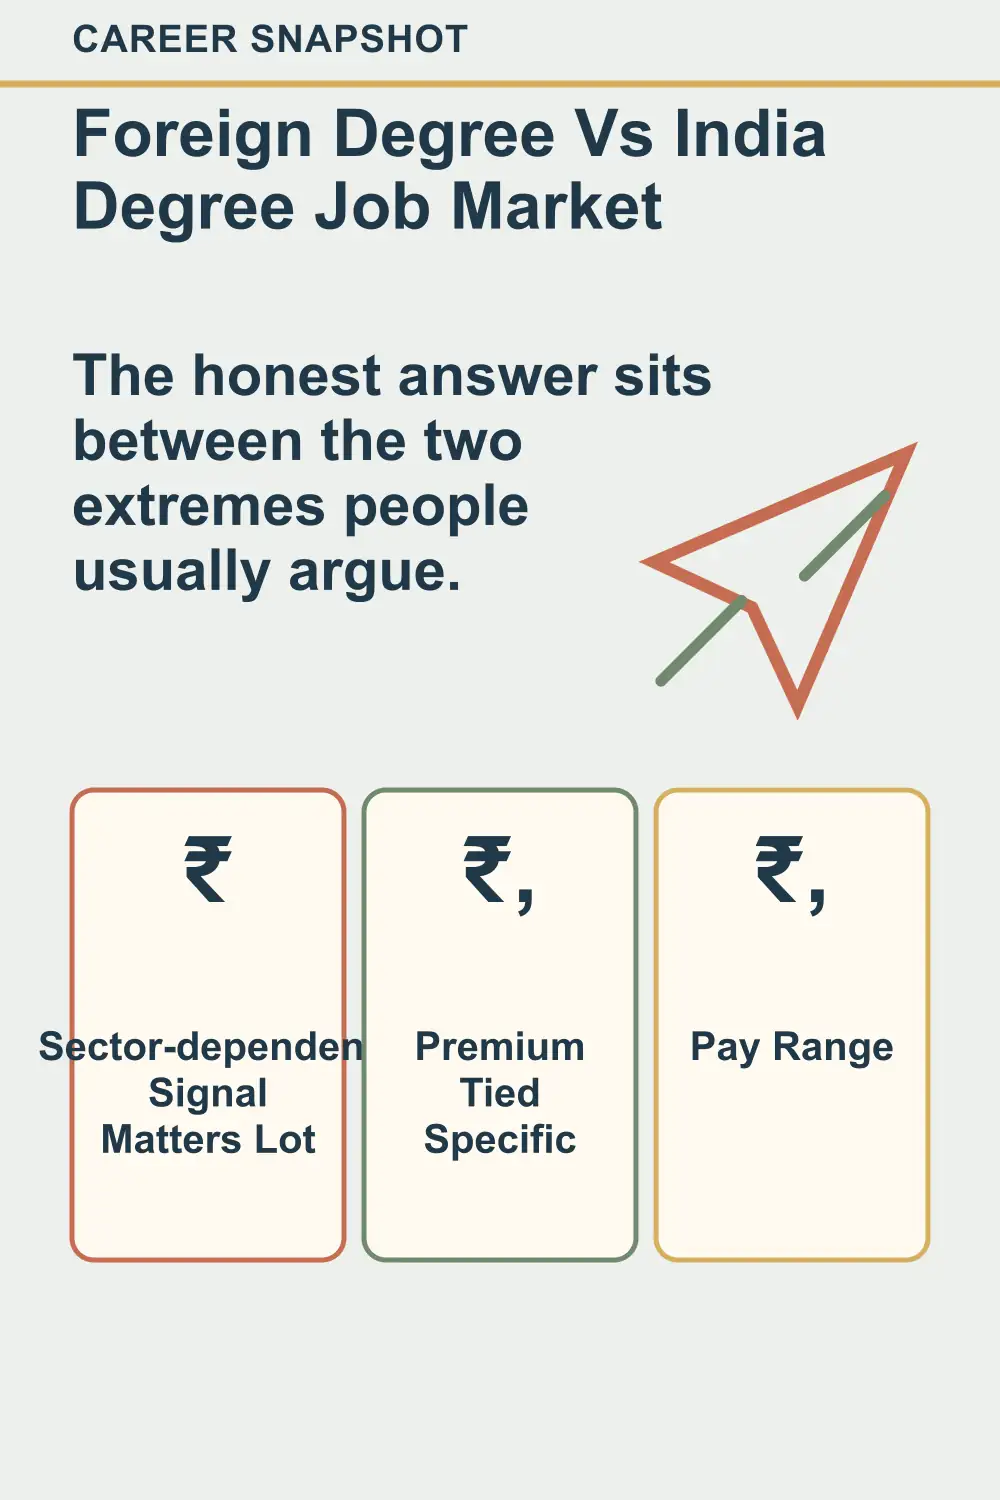 CAREER SNAPSHOT
Foreign Degree Vs India
Degree Job Market
The honest answer sits
between the two
extremes people
usually argue.
₹
Sector-dependen
Signal
Matters Lot
₹,
Premium
Tied
Specific
₹,
Pay Range